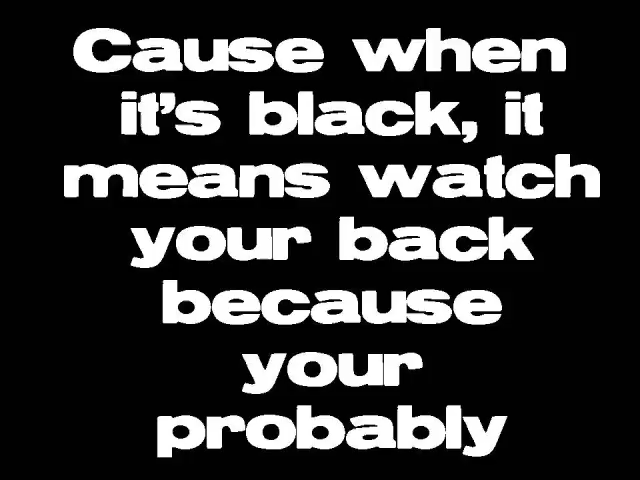 Cause when
it's black, it
means watch
your back
because
your
probably